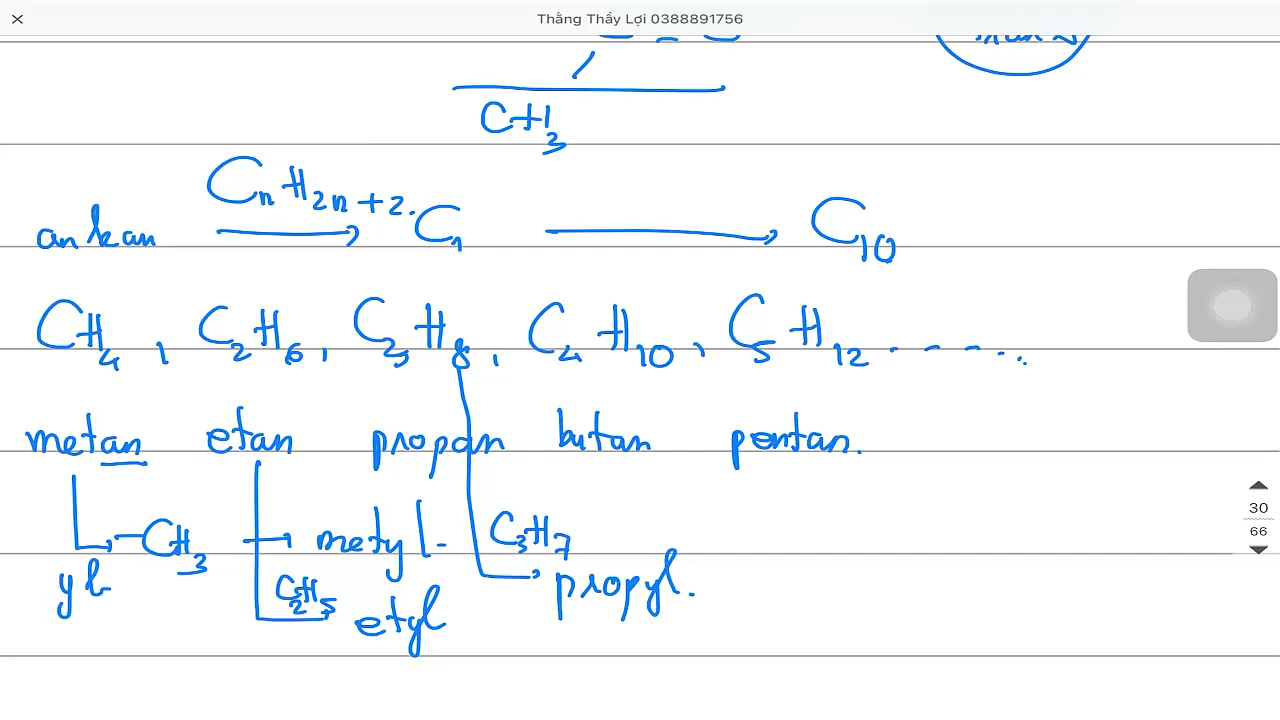 Thằng Thầy Lợi 0388891756
CH3
ankan CnH2n+2. C1 → C10
CH4, C2H6, C3H8, C4H10, C5H12 - - - - ..
metan etan propan butan pentan.
-CH3 → metyl. C3H7
yl C2H5 propyl.
etyl
30
66